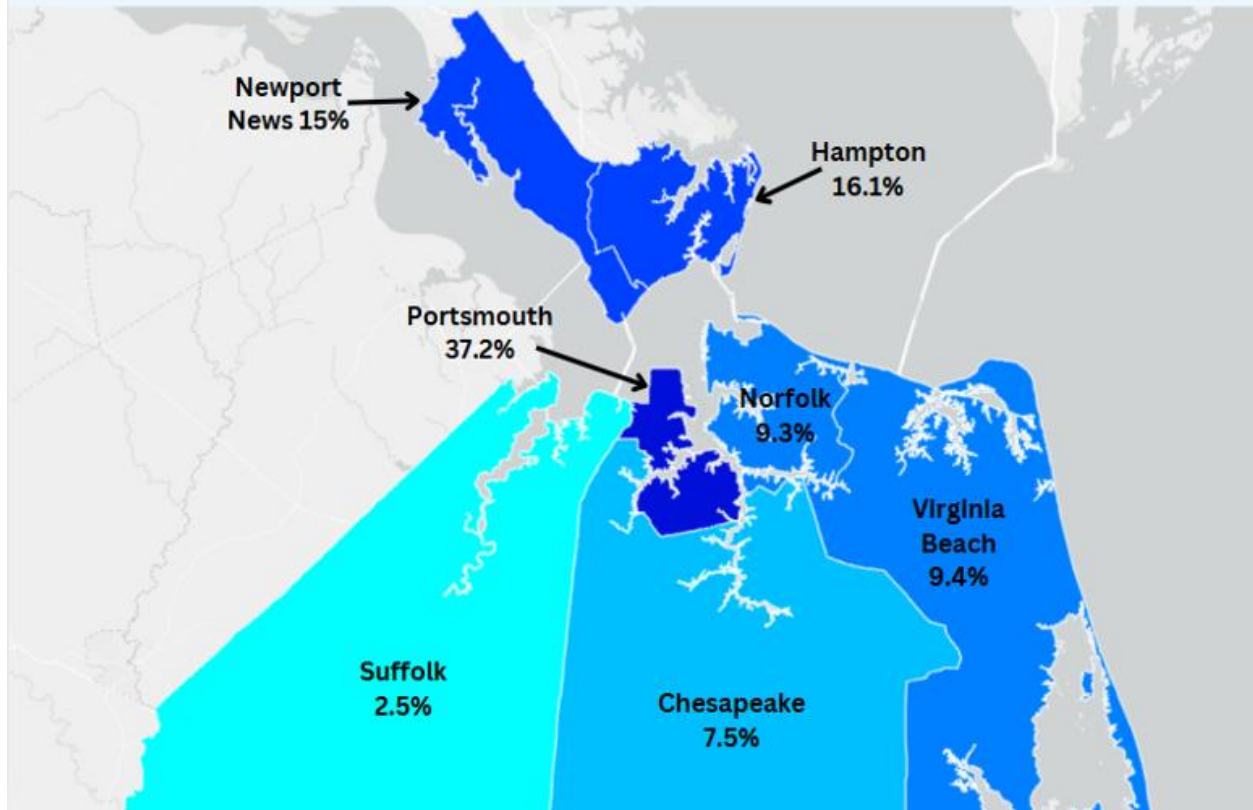 Newport
News 15%
Hampton
16.1%
Portsmouth
37.2%
Norfolk
9.3%
Virginia
Beach
9.4%
Suffolk
2.5%
Chesapeake
7.5%